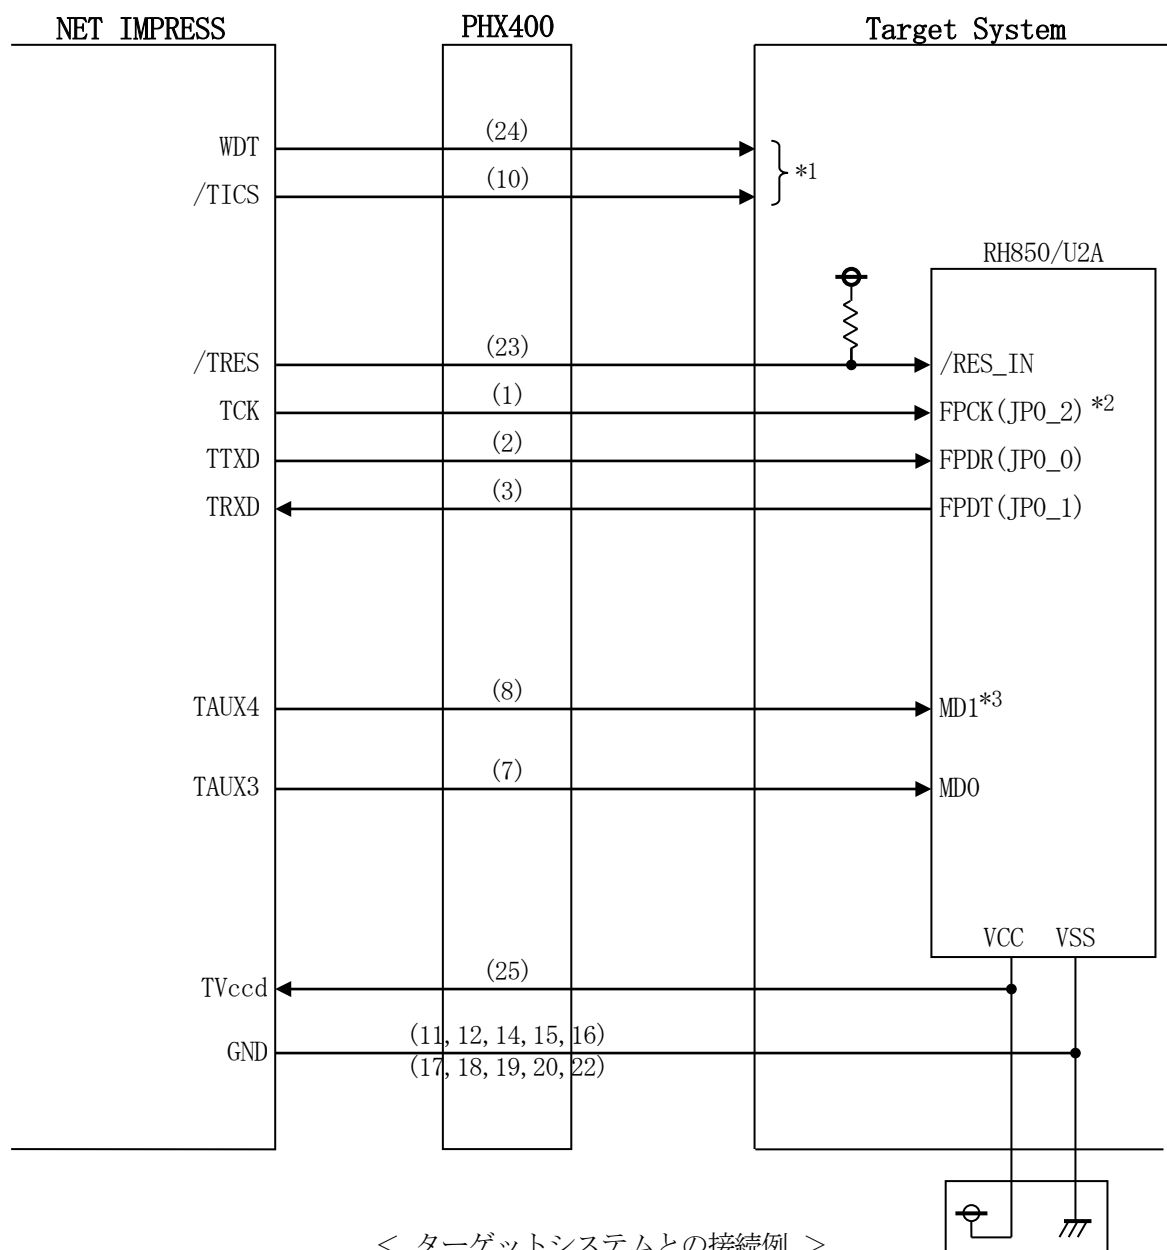 NET IMPRESS PHX400 Target System
WDT (24)
*1
/TICS (10)
RH850/U2A
/TRES (23) /RES_IN
TCK (1) FPCK(JP0_2) *2
TTXD (2) FPDR(JP0_0)
TRXD (3) FPDT(JP0_1)
TAUX4 (8) MD1*3
TAUX3 (7) MD0
VCC VSS
TVccd (25)
GND (11,12,14,15,16)
(17,18,19,20,22)
< ターゲットシステムとの接続例 >